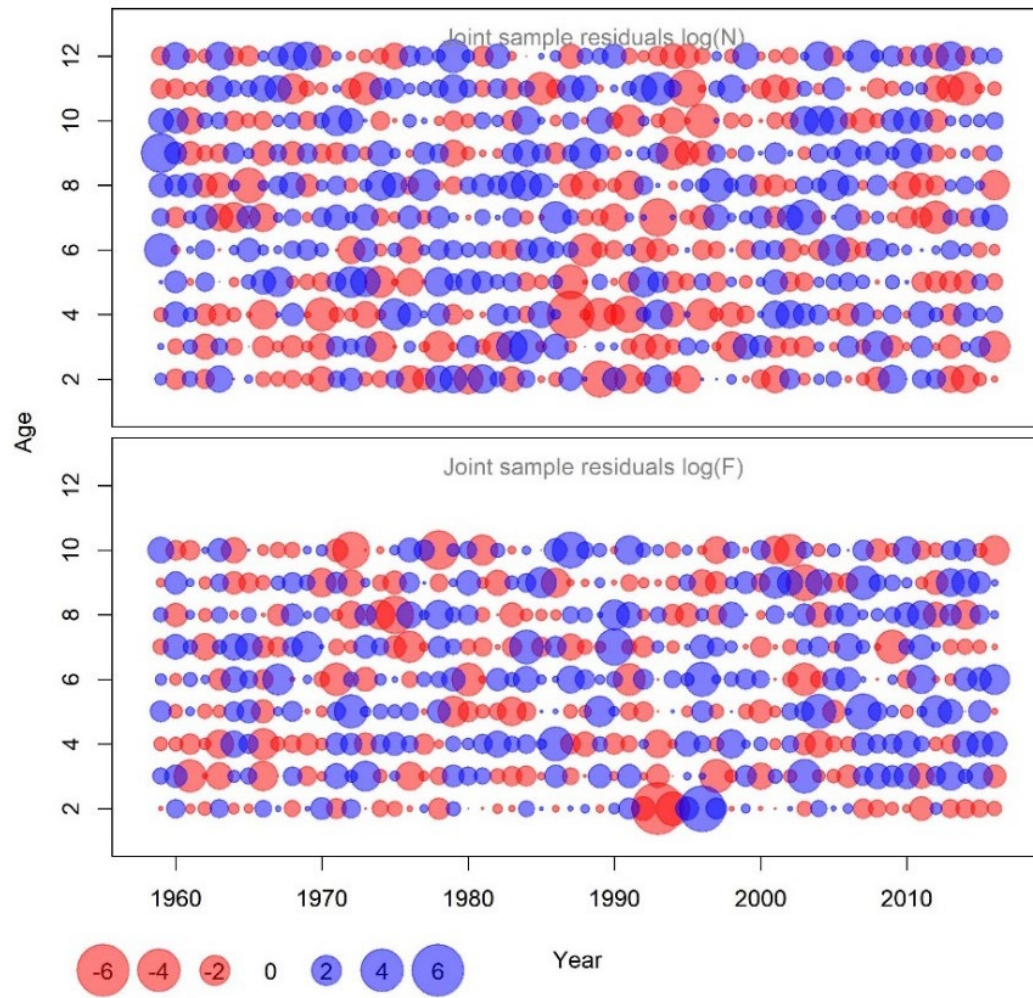 Joint sample residuals log(N)
12
10
8
6
4
2
Age
Joint sample residuals log(F)
12
10
8
6
4
2
1960 1970 1980 1990 2000 2010
Year
-6 -4 -2 0 2 4 6